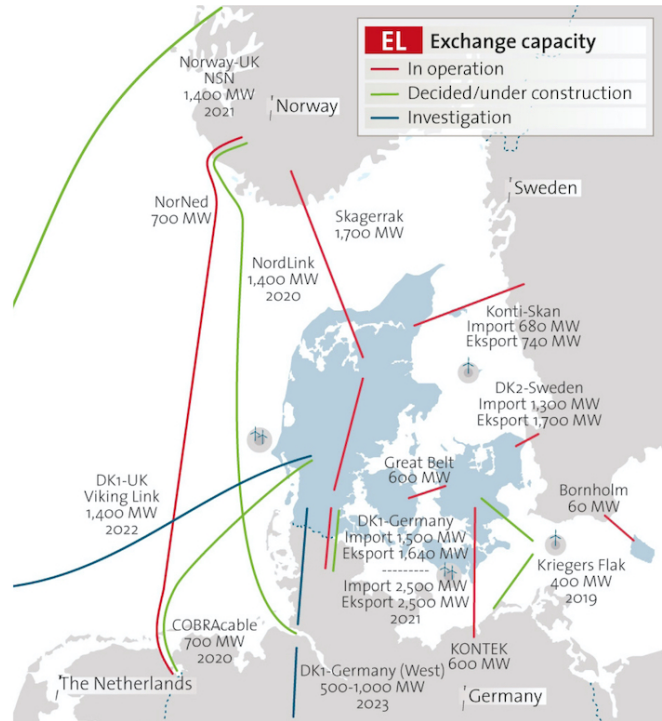 EL Exchange capacity
In operation
Decided/under construction
Investigation
Norway-UK
NSN
1,400 MW
2021
Norway
Sweden
NorNed
700 MW
Skagerrak
1,700 MW
NordLink
1,400 MW
2020
Konti-Skan
Import 680 MW
Eksport 740 MW
DK2-Sweden
Import 1,300 MW
Eksport 1,700 MW
Great Belt
600 MW
Bornholm
60 MW
DK1-UK
Viking Link
1,400 MW
2022
DK1-Germany
Import 1,500 MW
Eksport 1,640 MW
Import 2,500 MW
Eksport 2,500 MW
2021
Kriegers Flak
400 MW
2019
COBRAcable
700 MW
2020
KONTEK
600 MW
DK1-Germany (West)
500-1,000 MW
2023
The Netherlands
Germany